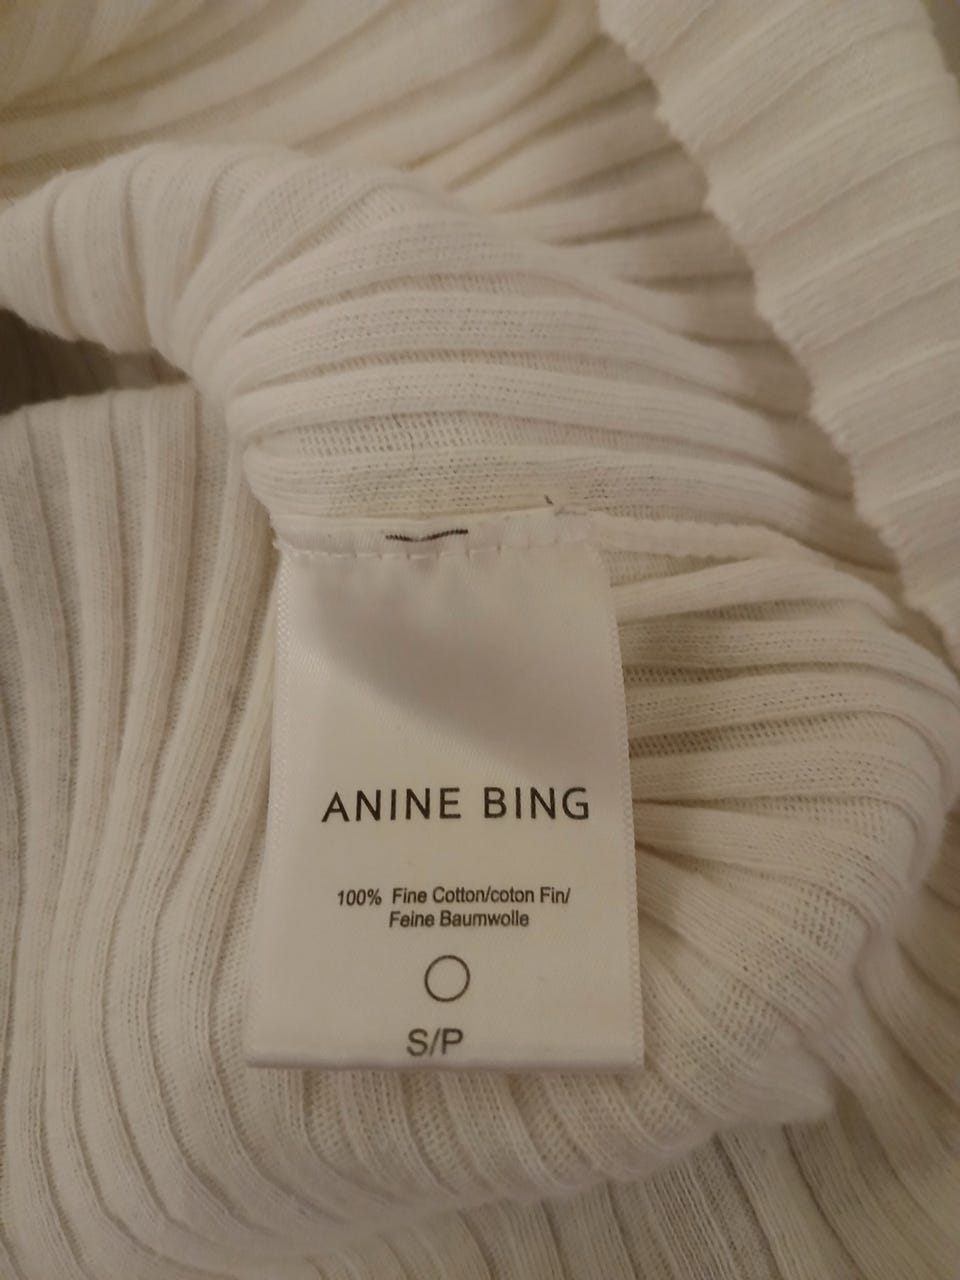 ANINE BING
100% Fine Cotton/coton Fin/
Feine Baumwolle
S/P